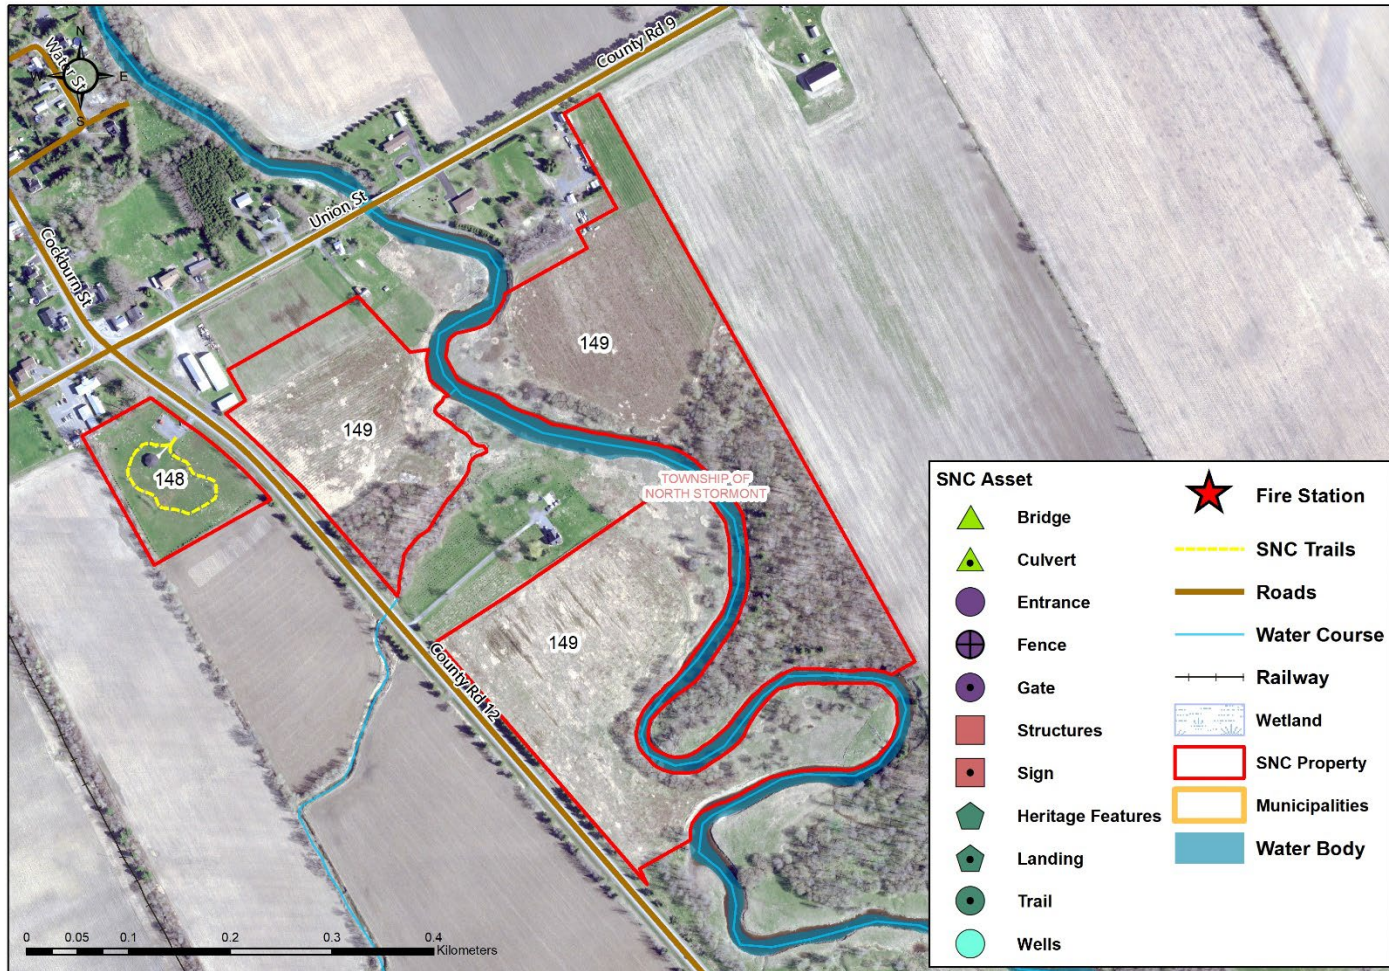 N
W
E
S
Water St
County Rd 9
Union St
Cockburn St
149
149
148
TOWNSHIP OF
NORTH STORMONT
149
County Rd 12
0 0.05 0.1 0.2 0.3 0.4
Kilometers
SNC Asset
Bridge
Culvert
Entrance
Fence
Gate
Structures
Sign
Heritage Features
Landing
Trail
Wells
Fire Station
SNC Trails
Roads
Water Course
Railway
Wetland
SNC Property
Municipalities
Water Body